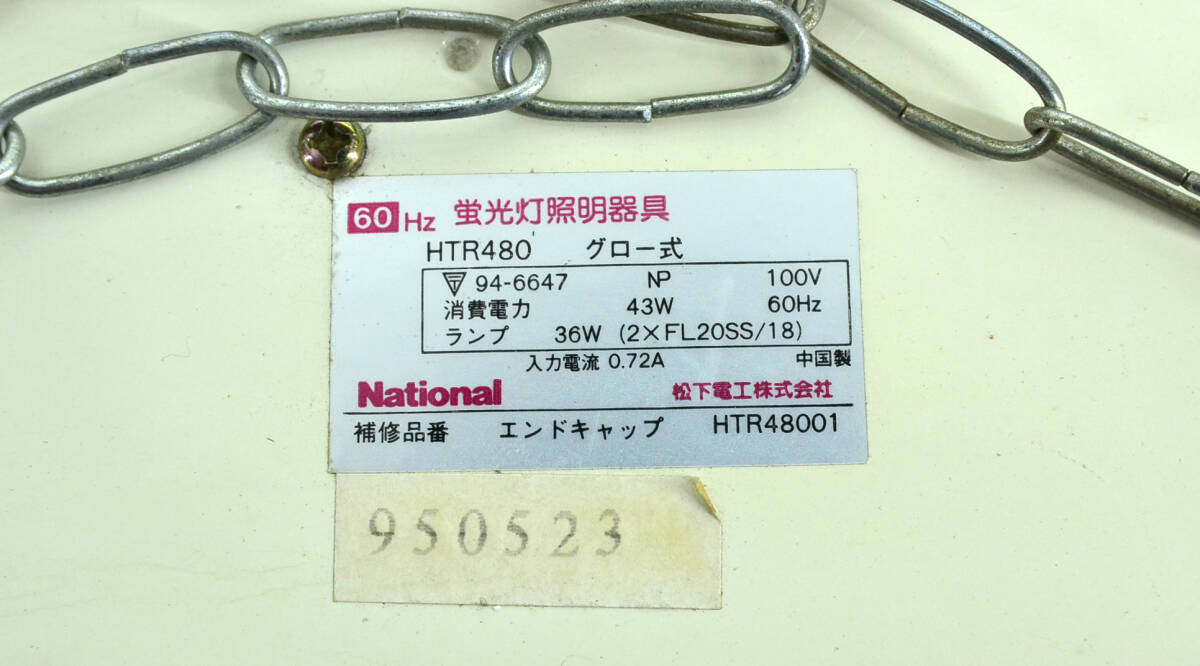 60 Hz 蛍光灯照明器具
HTR480 グロー式
〒 94-6647 NP 100V
消費電力 43W 60Hz
ランプ 36W (2×FL20SS/18)
入力電流 0.72A 中国製
National 松下電工株式会社
補修品番 エンドキャップ HTR48001
950523